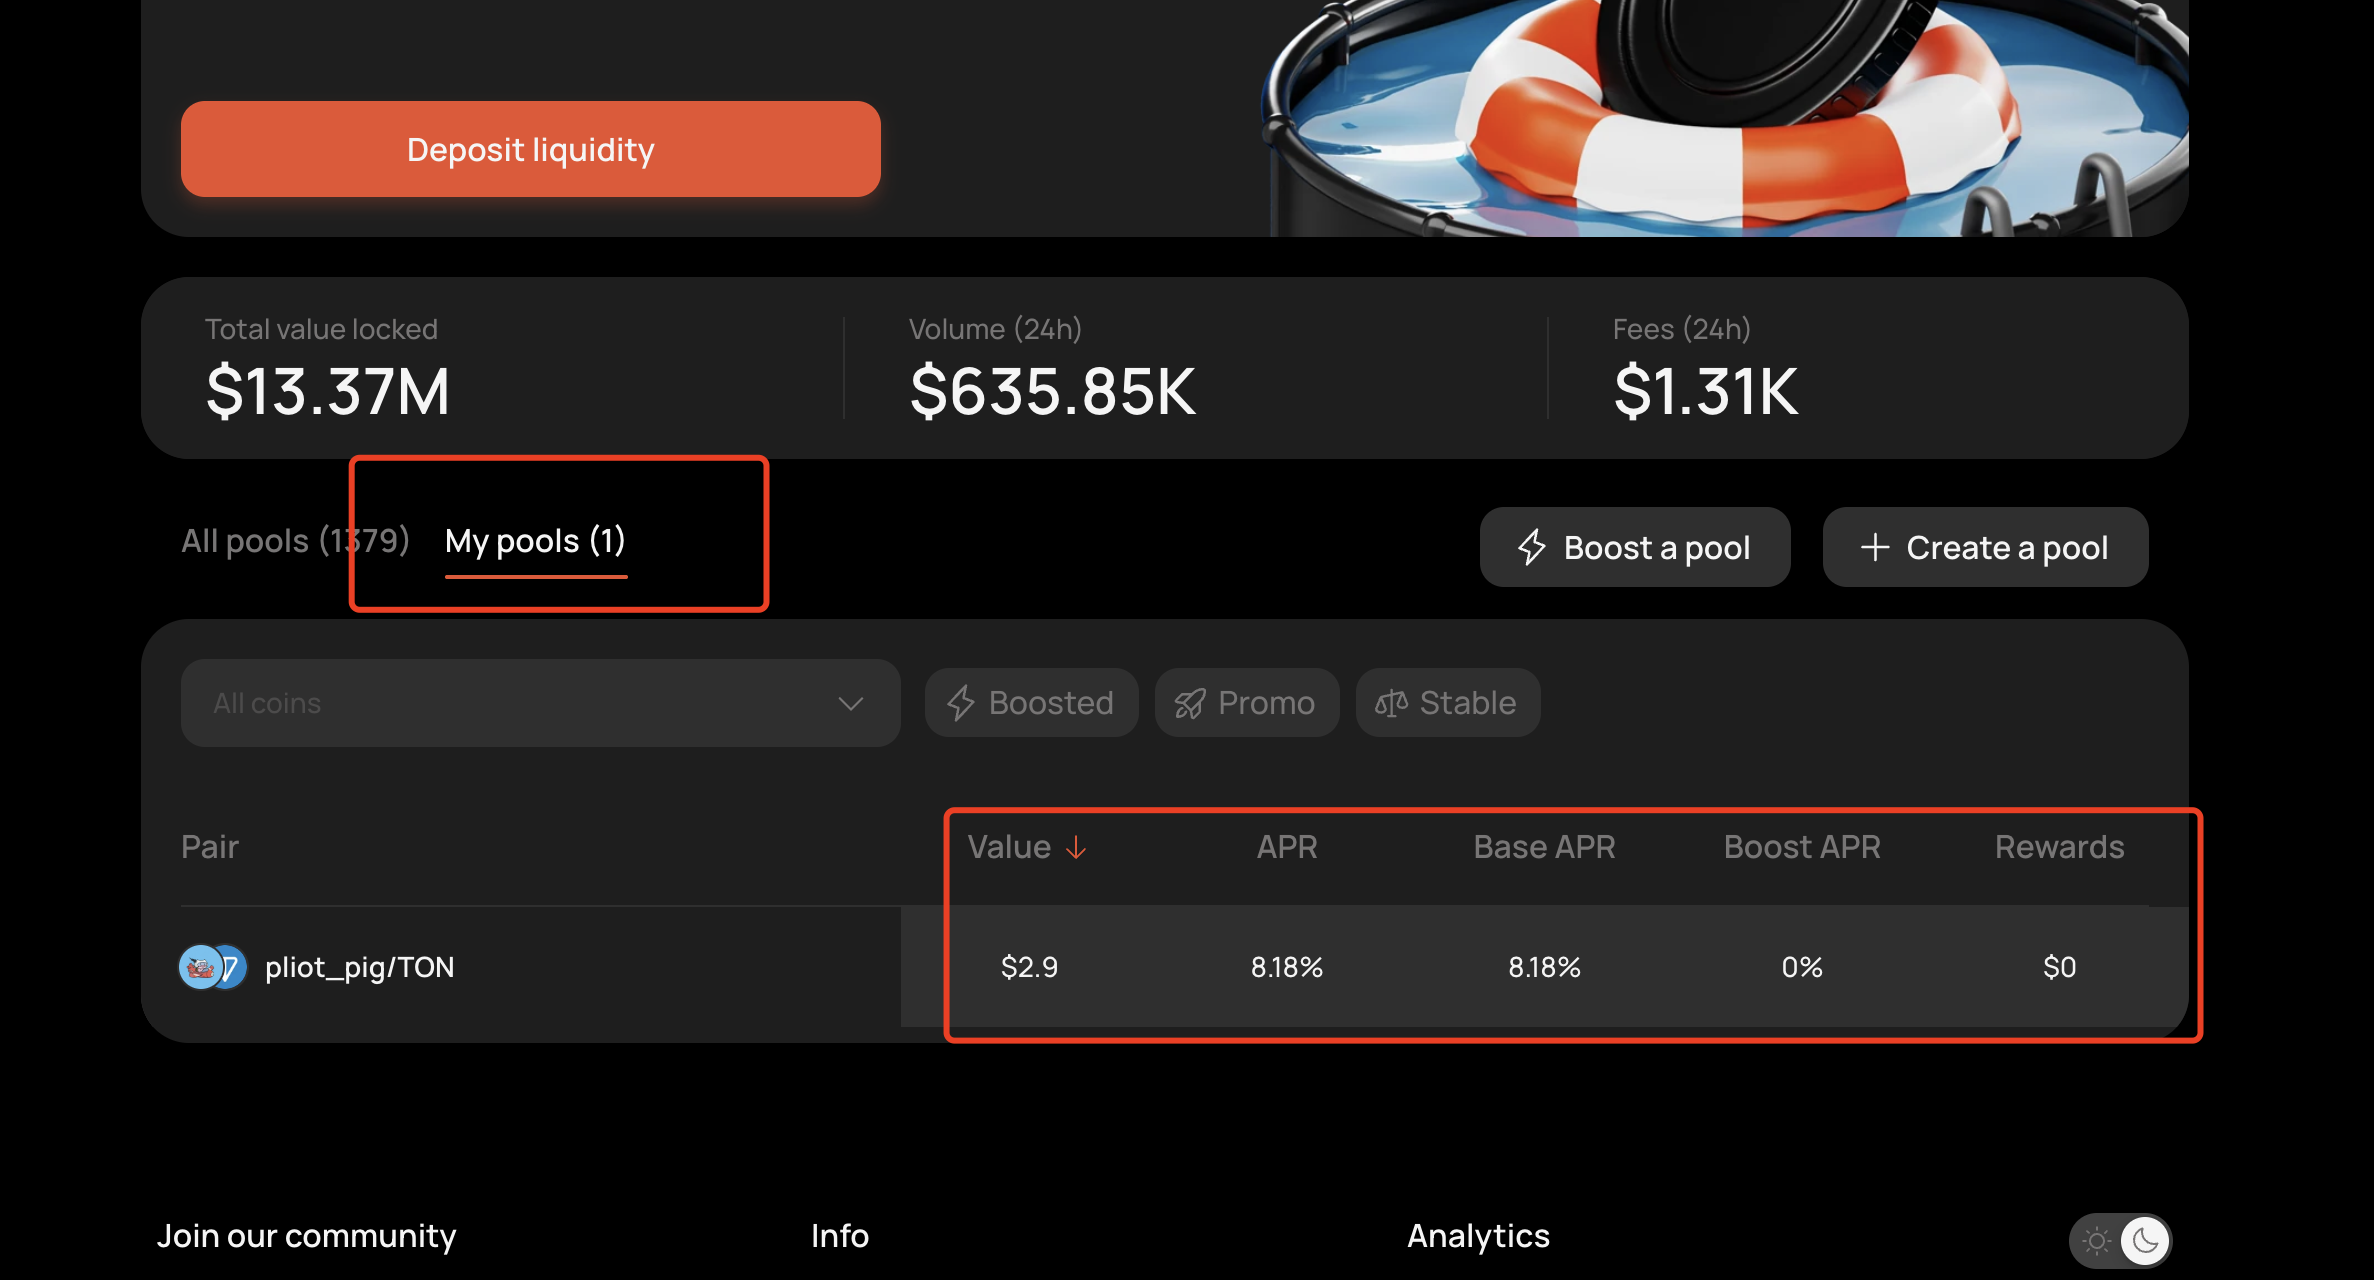 Deposit liquidity
Total value locked
$13.37M
Volume (24h)
$635.85K
Fees (24h)
$1.31K
All pools (1379)
My pools (1)
Boost a pool
Create a pool
All coins
Boosted
Promo
Stable
Pair
Value
APR
Base APR
Boost APR
Rewards
pliot_pig/TON
$2.9
8.18%
8.18%
0%
$0
Join our community
Info
Analytics